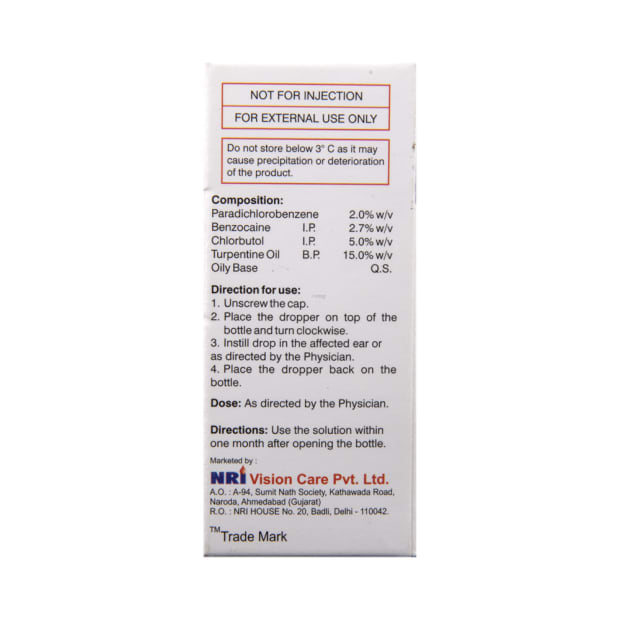 NOT FOR INJECTION
FOR EXTERNAL USE ONLY
Do not store below 3° C as it may
cause precipitation or deterioration
of the product.
Composition:
Paradichlorobenzene 2.0% w/v
Benzocaine I.P. 2.7% w/v
Chlorbutol I.P. 5.0% w/v
Turpentine Oil B.P. 15.0% w/v
Oily Base Q.S.
Direction for use:
1. Unscrew the cap.
2. Place the dropper on top of the
bottle and turn clockwise.
3. Instill drop in the affected ear or
as directed by the Physician.
4. Place the dropper back on the
bottle.
Dose: As directed by the Physician.
Directions: Use the solution within
one month after opening the bottle.
Marketed by :
NRI Vision Care Pvt. Ltd.
A.O. : A-94, Sumit Nath Society, Kathawada Road,
Naroda, Ahmedabad (Gujarat)
R.O. : NRI HOUSE No. 20, Badli, Delhi - 110042.
TM Trade Mark